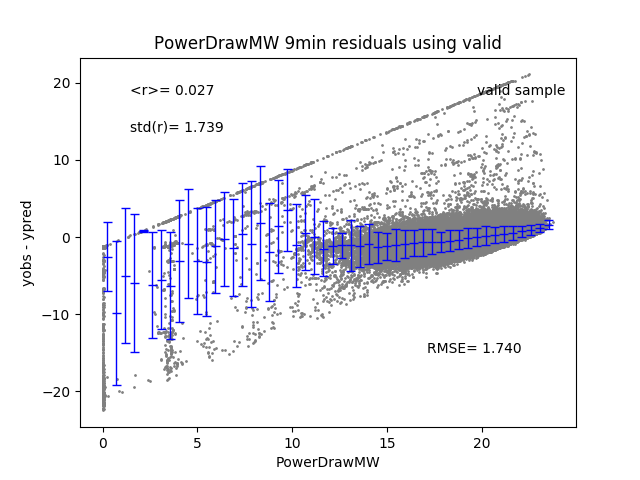 PowerDrawMW 9min residuals using valid
<r>= 0.027
valid sample
std(r)= 1.739
RMSE= 1.740
yobs - ypred
20
10
0
−10
−20
0
5
10
15
20
PowerDrawMW